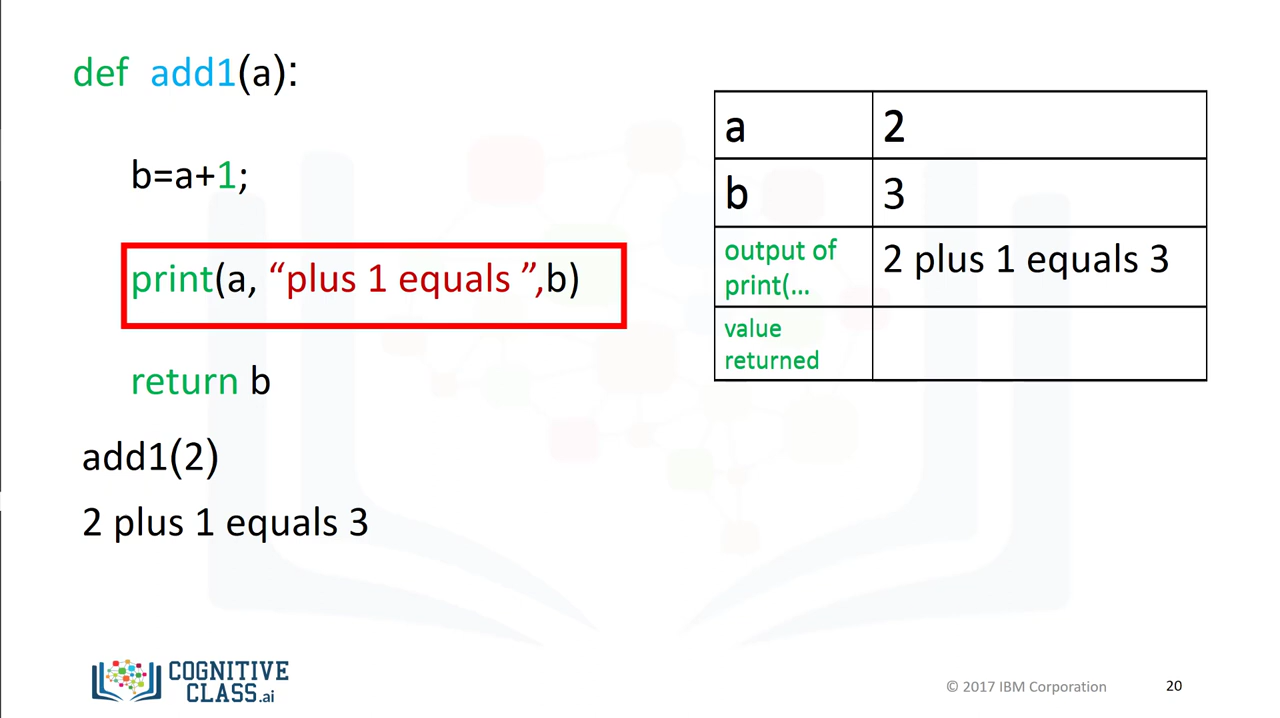 def add1(a):
b=a+1;
print(a, “plus 1 equals ”,b)
return b
add1(2)
2 plus 1 equals 3
a 2
b 3
output of
print(... 2 plus 1 equals 3
value
returned
COGNITIVE
CLASS.ai
© 2017 IBM Corporation 20